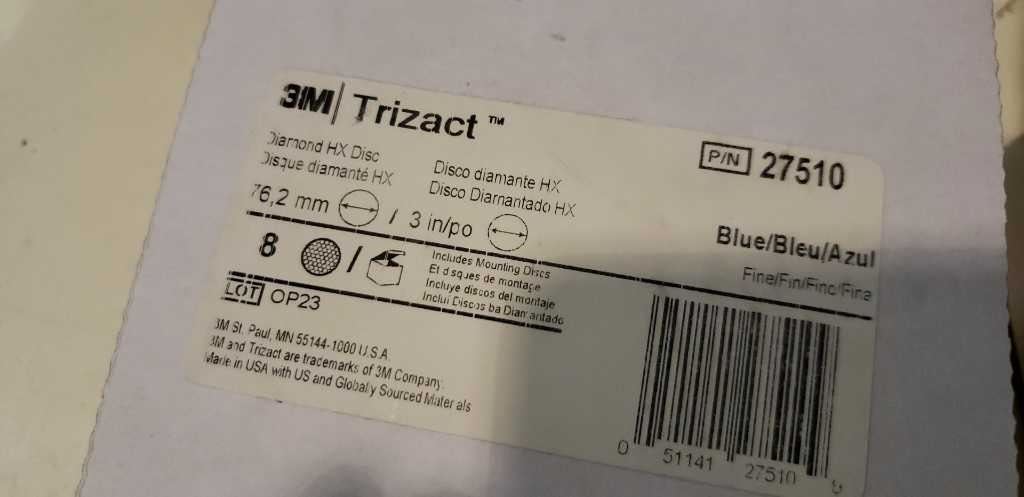 3M Trizact™
P/N 27510
Diamond HX Disc
Disque diamanté HX
Disco diamante HX
Disco Diamantado HX
76,2 mm / 3 in/po
Blue/Bleu/Azul
Fine/Fin/Fino/Fina
8 /
Includes Mounting Discs
Et disques de montage
Incluye discos del montaje
Inclui Discos ba Diamantado
LOT OP23
3M St. Paul, MN 55144-1000 U.S.A.
3M and Trizact are trademarks of 3M Company.
Made in USA with US and Globally Sourced Materials
0 51141 27510